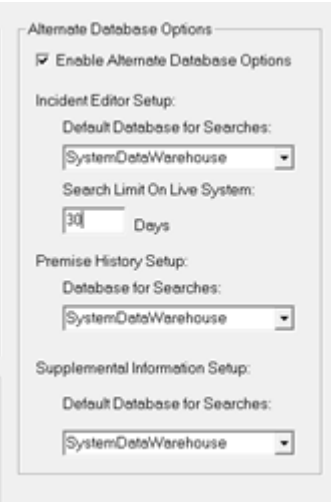 Alternate Database Options
Enable Alternate Database Options
Incident Editor Setup:
Default Database for Searches:
SystemDataWarehouse
Search Limit On Live System:
30 Days
Premise History Setup:
Database for Searches:
SystemDataWarehouse
Supplemental Information Setup:
Default Database for Searches:
SystemDataWarehouse